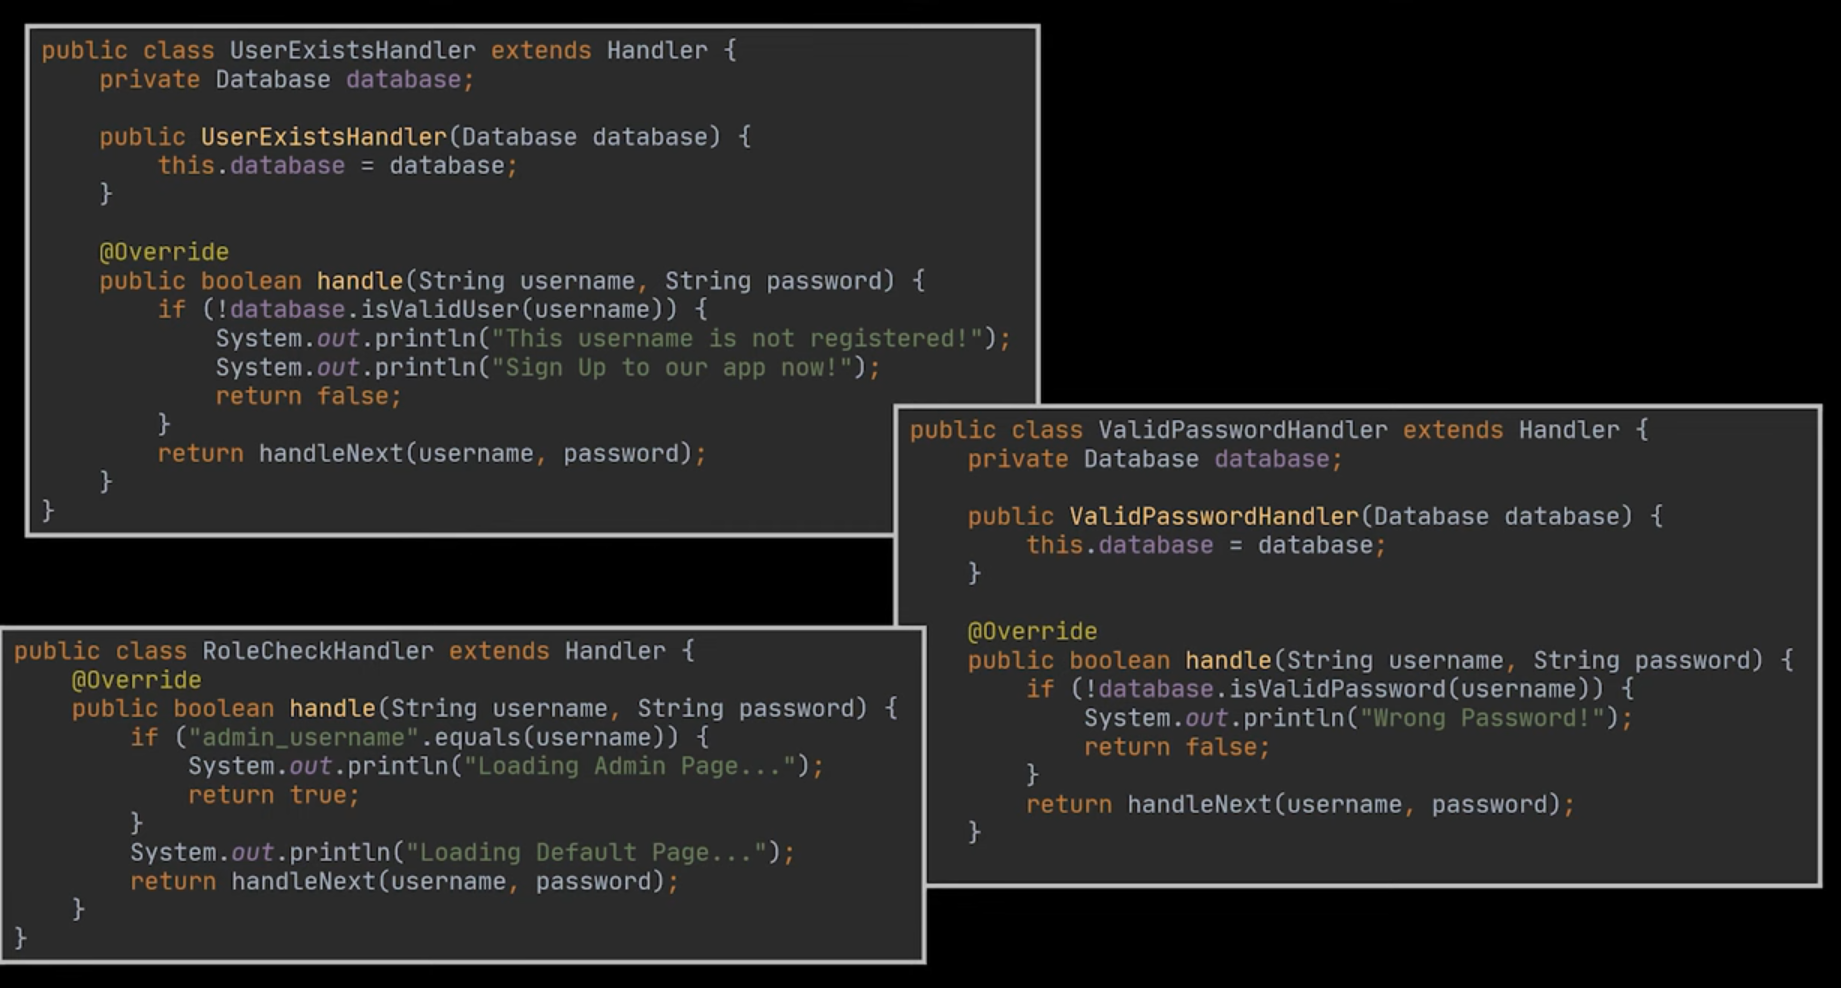 public class UserExistsHandler extends Handler {
    private Database database;
    public UserExistsHandler(Database database) {
        this.database = database;
    }
    @Override
    public boolean handle(String username, String password) {
        if (!database.isValidUser(username)) {
            System.out.println("This username is not registered!");
            System.out.println("Sign Up to our app now!");
            return false;
        }
        return handleNext(username, password);
    }
}
public class ValidPasswordHandler extends Handler {
    private Database database;
    public ValidPasswordHandler(Database database) {
        this.database = database;
    }
    @Override
    public boolean handle(String username, String password) {
        if (!database.isValidPassword(username)) {
            System.out.println("Wrong Password!");
            return false;
        }
        return handleNext(username, password);
    }
public class RoleCheckHandler extends Handler {
    @Override
    public boolean handle(String username, String password) {
        if ("admin_username".equals(username)) {
            System.out.println("Loading Admin Page...");
            return true;
        }
        System.out.println("Loading Default Page...");
        return handleNext(username, password);
    }
}